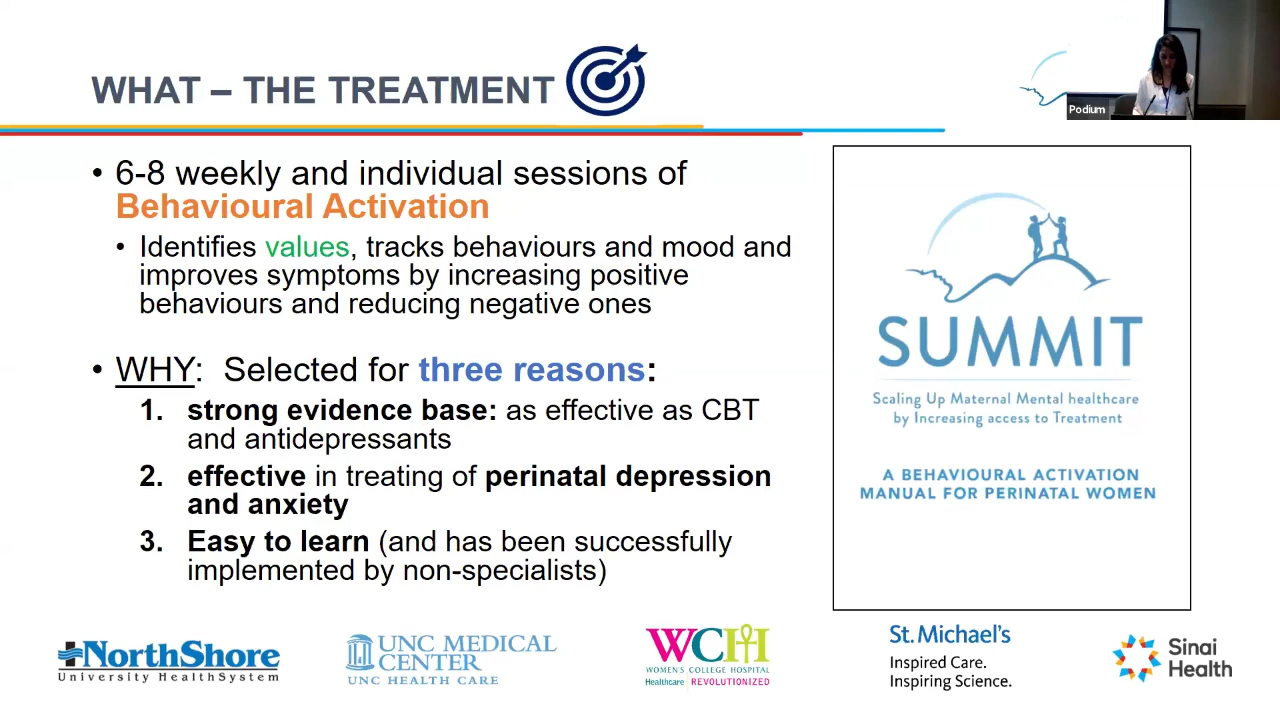 WHAT – THE TREATMENT
Podium
• 6-8 weekly and individual sessions of
Behavioural Activation
• Identifies values, tracks behaviours and mood and
improves symptoms by increasing positive
behaviours and reducing negative ones
• WHY: Selected for three reasons:
1. strong evidence base: as effective as CBT
and antidepressants
2. effective in treating of perinatal depression
and anxiety
3. Easy to learn (and has been successfully
implemented by non-specialists)
SUMMIT
Scaling Up Maternal Mental healthcare
by Increasing access to Treatment
A BEHAVIOURAL ACTIVATION
MANUAL FOR PERINATAL WOMEN
NorthShore
University HealthSystem
UNC MEDICAL
CENTER
UNC HEALTH CARE
WCH
WOMEN'S COLLEGE HOSPITAL
Healthcare REVOLUTIONIZED
St. Michael's
Inspired Care.
Inspiring Science.
Sinai
Health